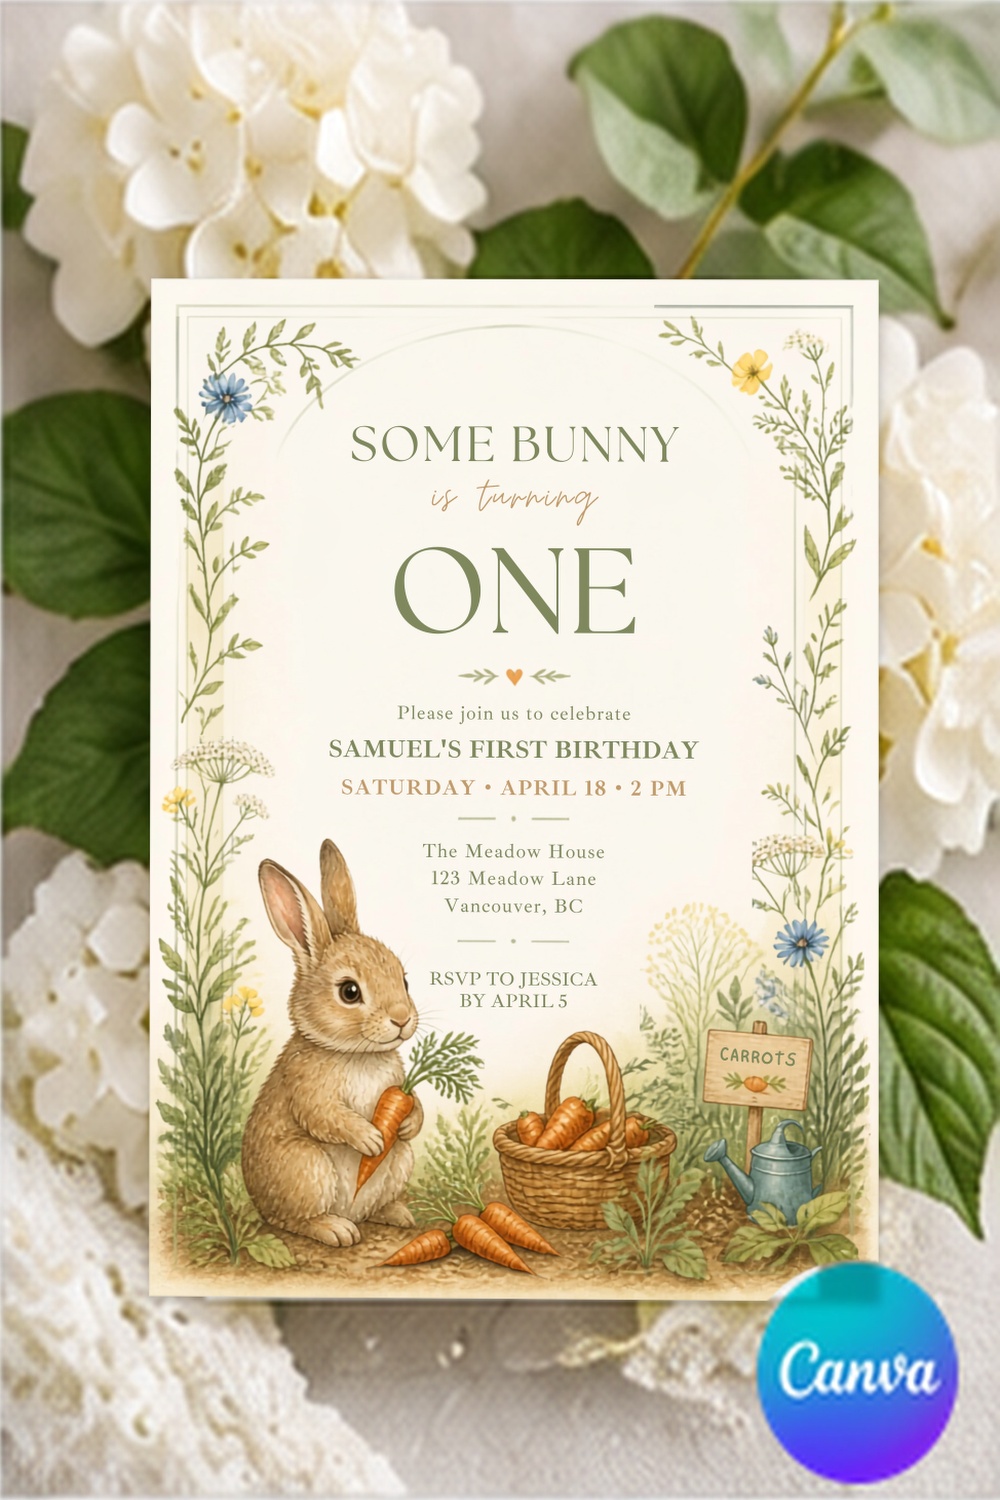 SOME BUNNY
is turning
ONE
Please join us to celebrate
SAMUEL'S FIRST BIRTHDAY
SATURDAY • APRIL 18 • 2 PM
The Meadow House
123 Meadow Lane
Vancouver, BC
RSVP TO JESSICA
BY APRIL 5
CARROTS
Canva